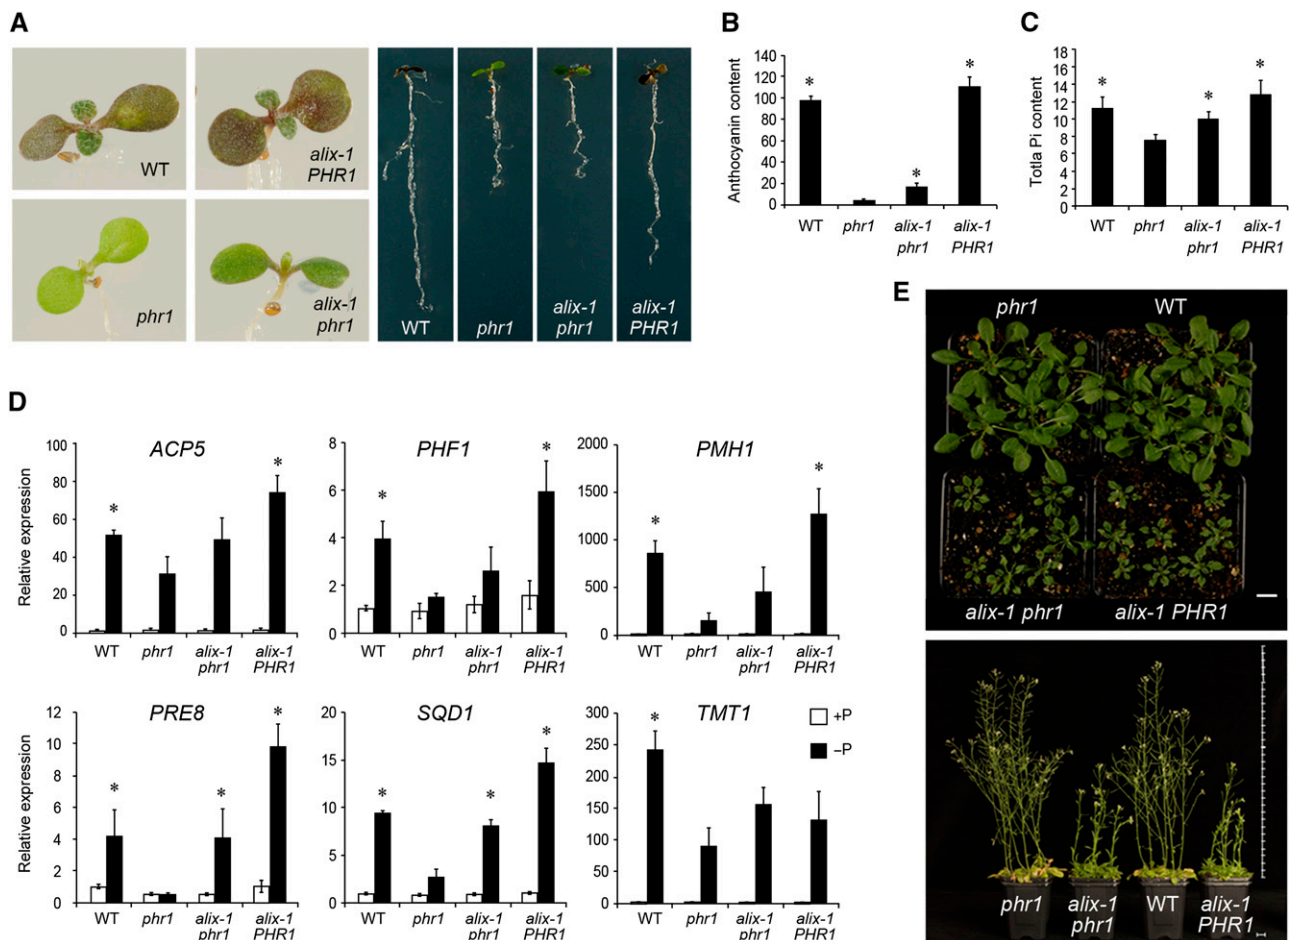 A
WT
alix-1
PHR1
phr1
alix-1
phr1
WT
phr1
alix-1
phr1
alix-1
PHR1
B
Anthocyanin content
140
120
100
80
60
40
20
0
*
*
*
WT
phr1
alix-1
phr1
alix-1
PHR1
C
Totla Pi content
18
16
14
12
10
8
6
4
2
0
*
*
*
WT
phr1
alix-1
phr1
alix-1
PHR1
D
Relative expression
ACP5
100
80
60
40
20
0
*
*
WT
phr1
alix-1
phr1
alix-1
PHR1
PHF1
8
6
4
2
0
*
*
WT
phr1
alix-1
phr1
alix-1
PHR1
PMH1
2000
1500
1000
500
0
*
*
WT
phr1
alix-1
phr1
alix-1
PHR1
Relative expression
PRE8
12
10
8
6
4
2
0
*
*
*
WT
phr1
alix-1
phr1
alix-1
PHR1
SQD1
20
15
10
5
0
*
*
*
WT
phr1
alix-1
phr1
alix-1
PHR1
TMT1
300
250
200
150
100
50
0
*
WT
phr1
alix-1
phr1
alix-1
PHR1
+P
–P
E
phr1
WT
alix-1 phr1
alix-1 PHR1
phr1
alix-1
phr1
WT
alix-1
PHR1